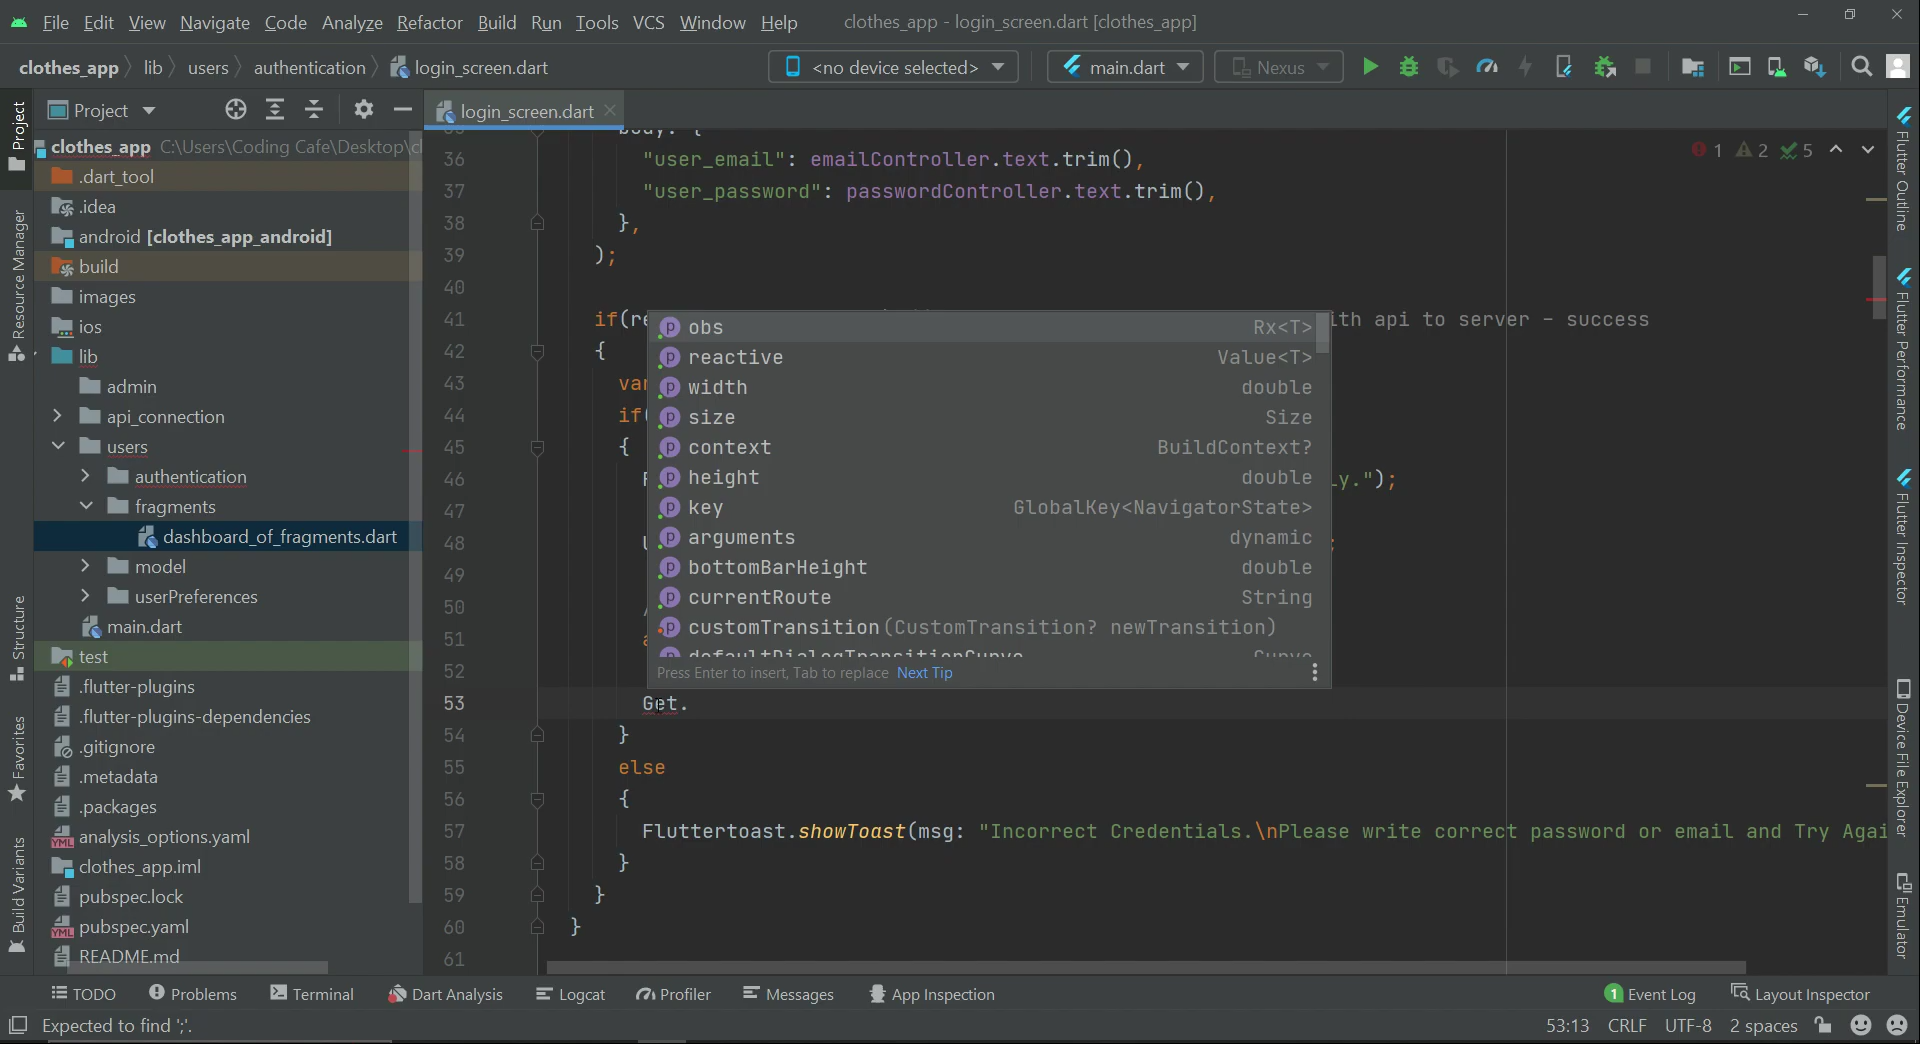 File Edit View Navigate Code Analyze Refactor Build Run Tools VCS Window Help clothes_app - login_screen.dart [clothes_app]
clothes_app lib users authentication login_screen.dart <no device selected> main.dart Nexus
Project login_screen.dart
clothes_app C:\Users\Coding Cafe\Desktop\cl
.dart_tool
.idea
android [clothes_app_android]
build
images
ios
lib
admin
api_connection
users
authentication
fragments
dashboard_of_fragments.dart
model
userPreferences
main.dart
test
.flutter-plugins
.flutter-plugins-dependencies
.gitignore
.metadata
.packages
analysis_options.yaml
clothes_app.iml
pubspec.lock
pubspec.yaml
README.md
Project
Resource Manager
Structure
Favorites
Build Variants
body: {
1 2 5
36 "user_email": emailController.text.trim(),
37 "user_password": passwordController.text.trim(),
38 },
39 );
40
41 if(re ith api to server - success
42 {
43 var
44 if(
45 {
46 y.");
47
48 ;
49
50
51
52
53 Get.
54 }
55 else
56 {
57 Fluttertoast.showToast(msg: "Incorrect Credentials.\nPlease write correct password or email and Try Agai
58 }
59 }
60 }
61
obs Rx<T>
reactive Value<T>
width double
size Size
context BuildContext?
height double
key GlobalKey<NavigatorState>
arguments dynamic
bottomBarHeight double
currentRoute String
customTransition(CustomTransition? newTransition)
defaultDialogTransitionCurve Curve
Press Enter to insert, Tab to replace Next Tip
Flutter Outline
Flutter Performance
Flutter Inspector
Device File Explorer
Emulator
TODO Problems Terminal Dart Analysis Logcat Profiler Messages App Inspection 1 Event Log Layout Inspector
Expected to find ';'. 53:13 CRLF UTF-8 2 spaces